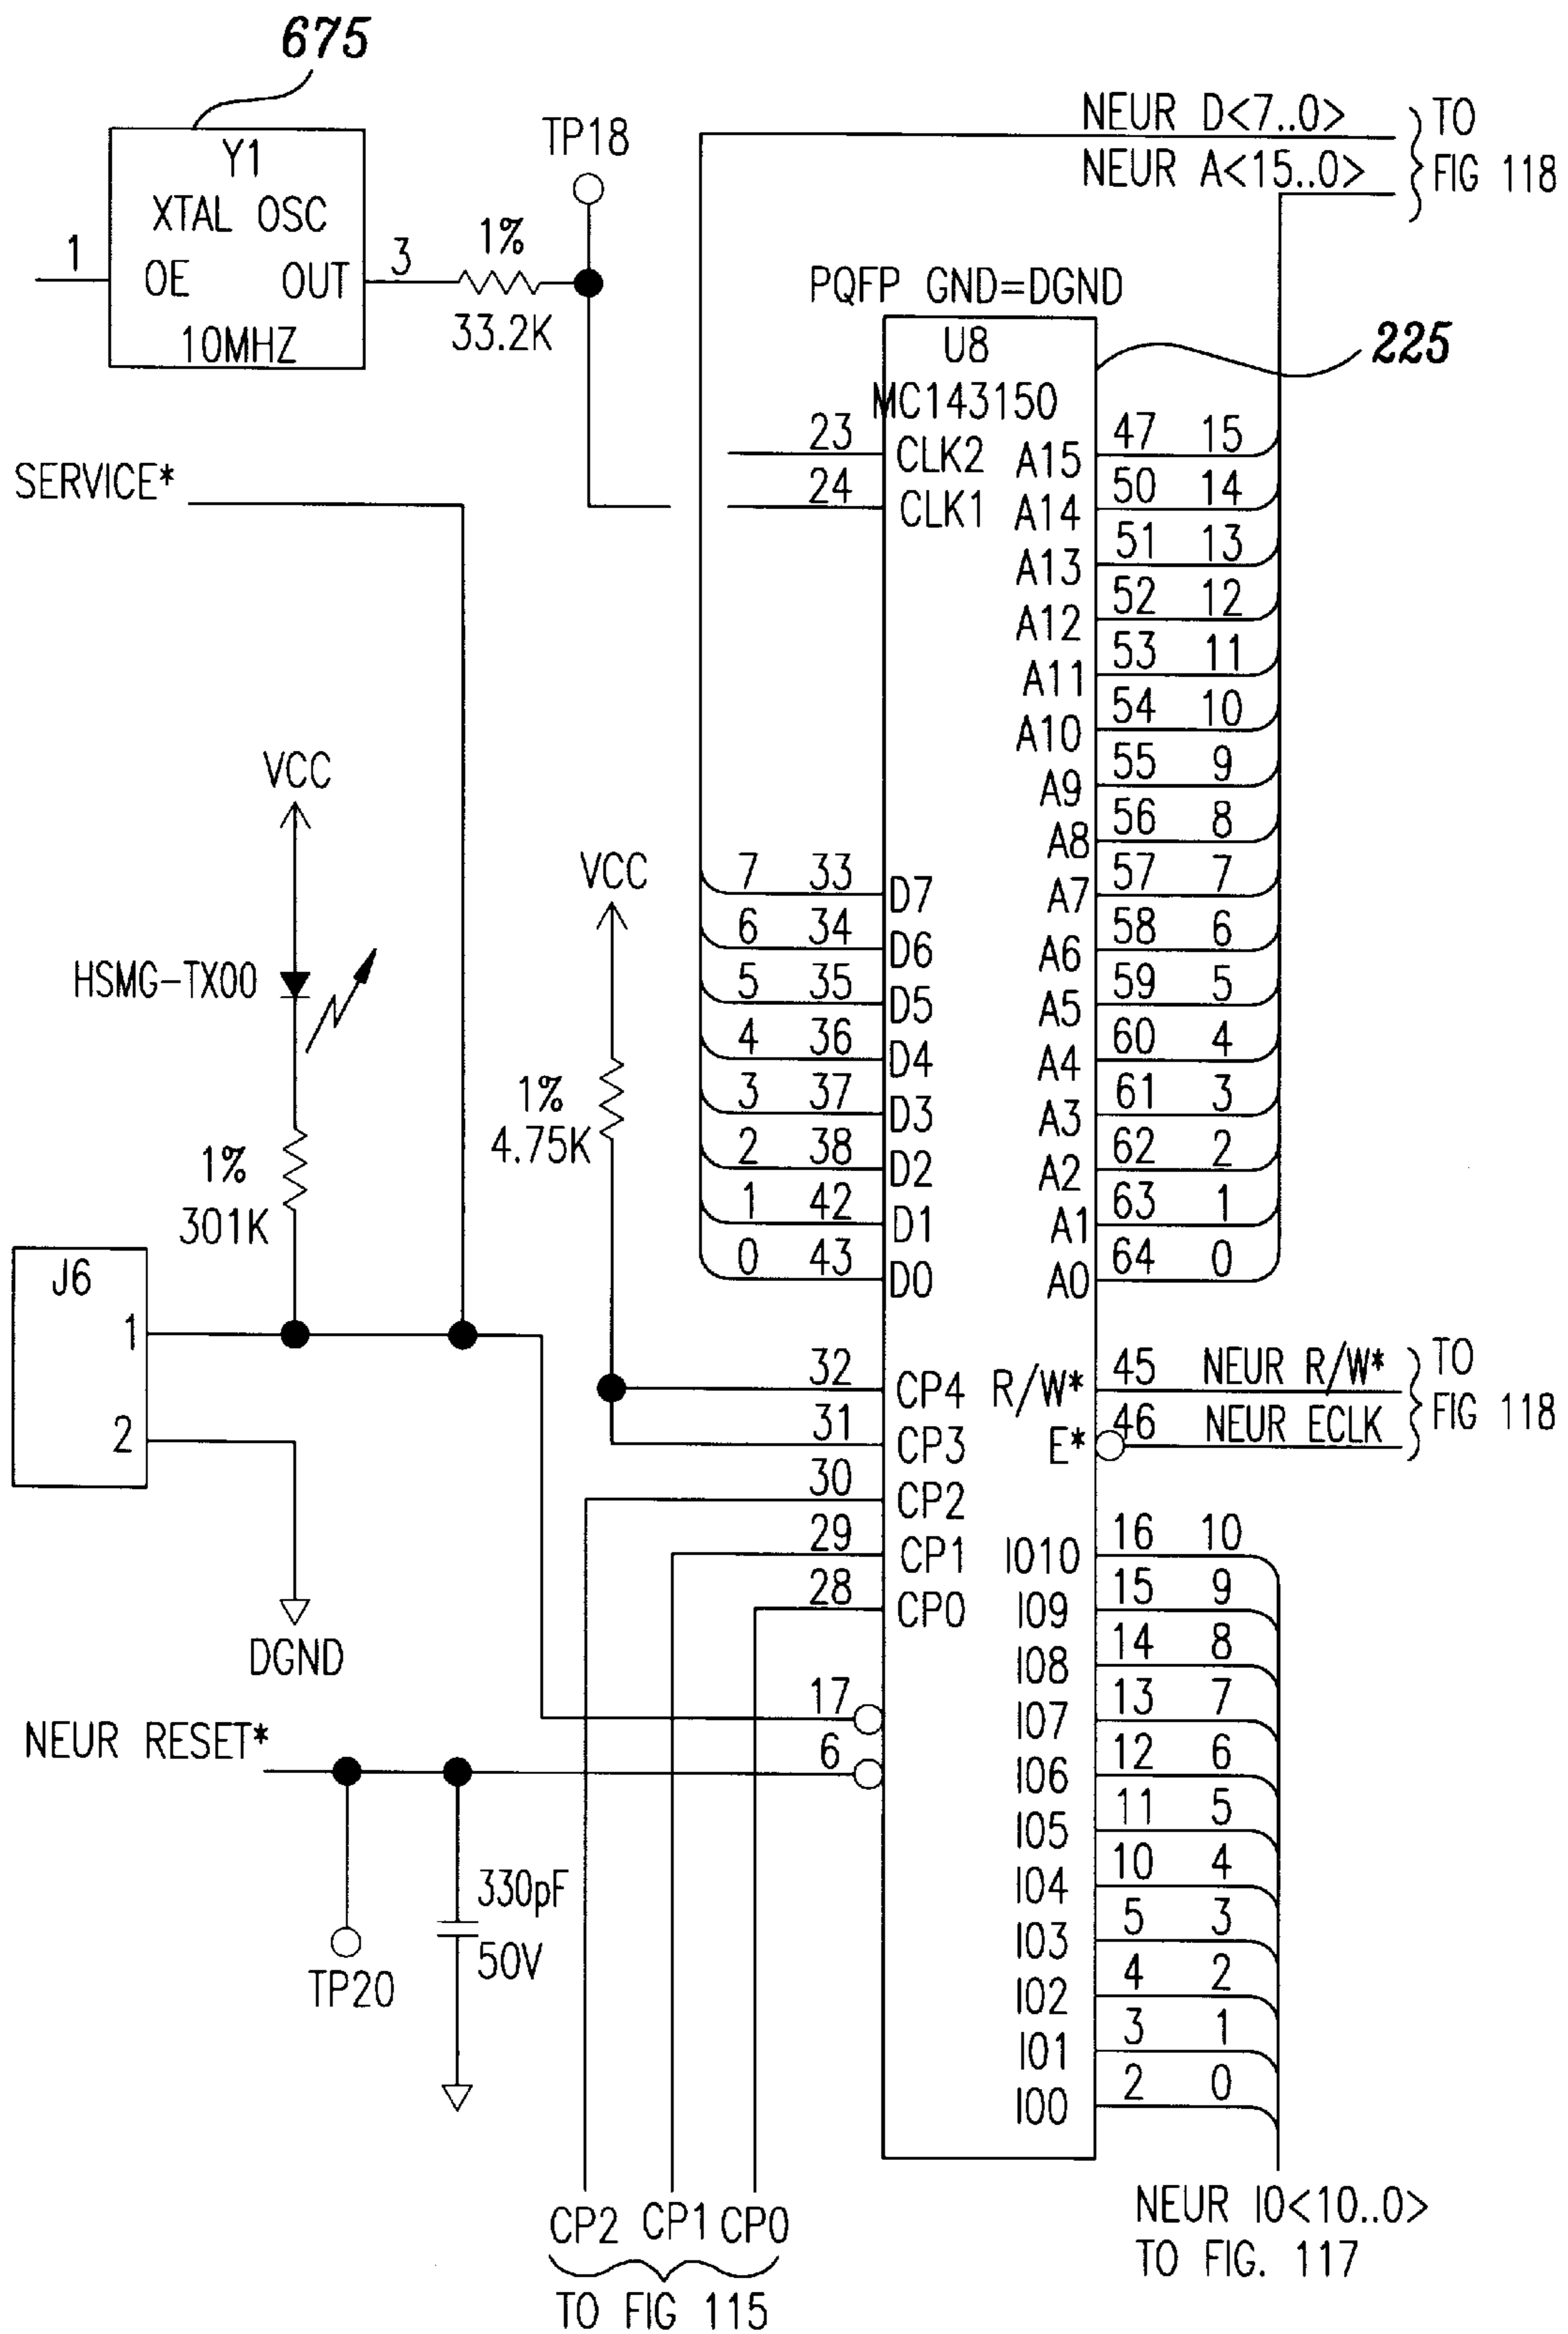 675
Y1
XTAL OSC
1
OE
OUT
3
10MHZ
1%
33.2K
TP18
NEUR D<7..0>
NEUR A<15..0>
TO
FIG 118
PQFP GND=DGND
U8
MC143150
225
23
CLK2
24
CLK1
A15 47 15
A14 50 14
A13 51 13
A12 52 12
A11 53 11
A10 54 10
A9 55 9
A8 56 8
A7 57 7
A6 58 6
A5 59 5
A4 60 4
A3 61 3
A2 62 2
A1 63 1
A0 64 0
SERVICE*
VCC
HSMG-TX00
1%
301K
VCC
1%
4.75K
7 33 D7
6 34 D6
5 35 D5
4 36 D4
3 37 D3
2 38 D2
1 42 D1
0 43 D0
J6
1
2
DGND
32 CP4
31 CP3
30 CP2
29 CP1
28 CP0
17
6
R/W* 45 NEUR R/W*
E* 46 NEUR ECLK
TO
FIG 118
IO10 16 10
IO9 15 9
IO8 14 8
IO7 13 7
IO6 12 6
IO5 11 5
IO4 10 4
IO3 5 3
IO2 4 2
IO1 3 1
IO0 2 0
NEUR RESET*
TP20
330pF
50V
CP2 CP1 CP0
TO FIG 115
NEUR IO<10..0>
TO FIG. 117